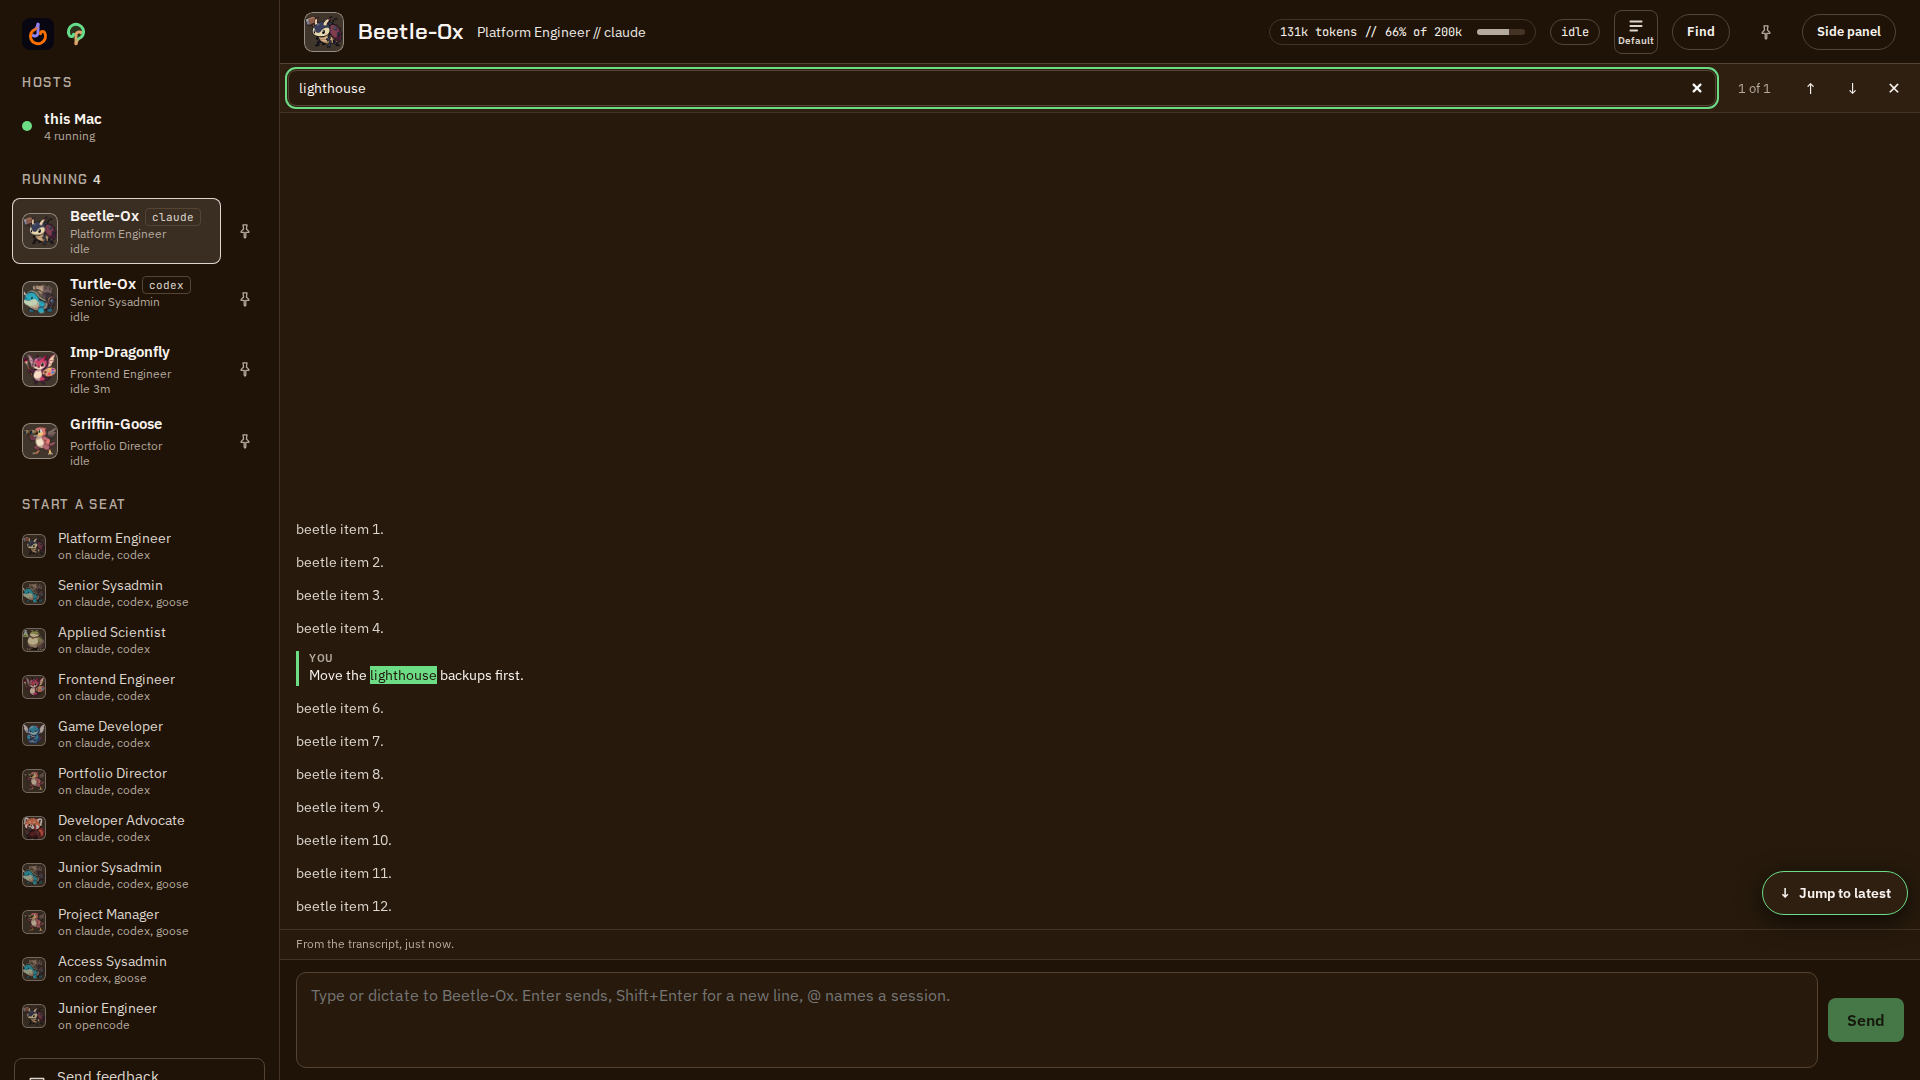 HOSTS
this Mac
4 running
RUNNING 4
Beetle-Ox claude
Platform Engineer
idle
Turtle-Ox codex
Senior Sysadmin
idle
Imp-Dragonfly
Frontend Engineer
idle 3m
Griffin-Goose
Portfolio Director
idle
START A SEAT
Platform Engineer
on claude, codex
Senior Sysadmin
on claude, codex, goose
Applied Scientist
on claude, codex
Frontend Engineer
on claude, codex
Game Developer
on claude, codex
Portfolio Director
on claude, codex
Developer Advocate
on claude, codex
Junior Sysadmin
on claude, codex, goose
Project Manager
on claude, codex, goose
Access Sysadmin
on codex, goose
Junior Engineer
on opencode
Send feedback
Beetle-Ox Platform Engineer // claude
131k tokens // 66% of 200k
idle
Default
Find
Side panel
lighthouse
1 of 1
beetle item 1.
beetle item 2.
beetle item 3.
beetle item 4.
YOU
Move the lighthouse backups first.
beetle item 6.
beetle item 7.
beetle item 8.
beetle item 9.
beetle item 10.
beetle item 11.
beetle item 12.
Jump to latest
From the transcript, just now.
Type or dictate to Beetle-Ox. Enter sends, Shift+Enter for a new line, @ names a session.
Send